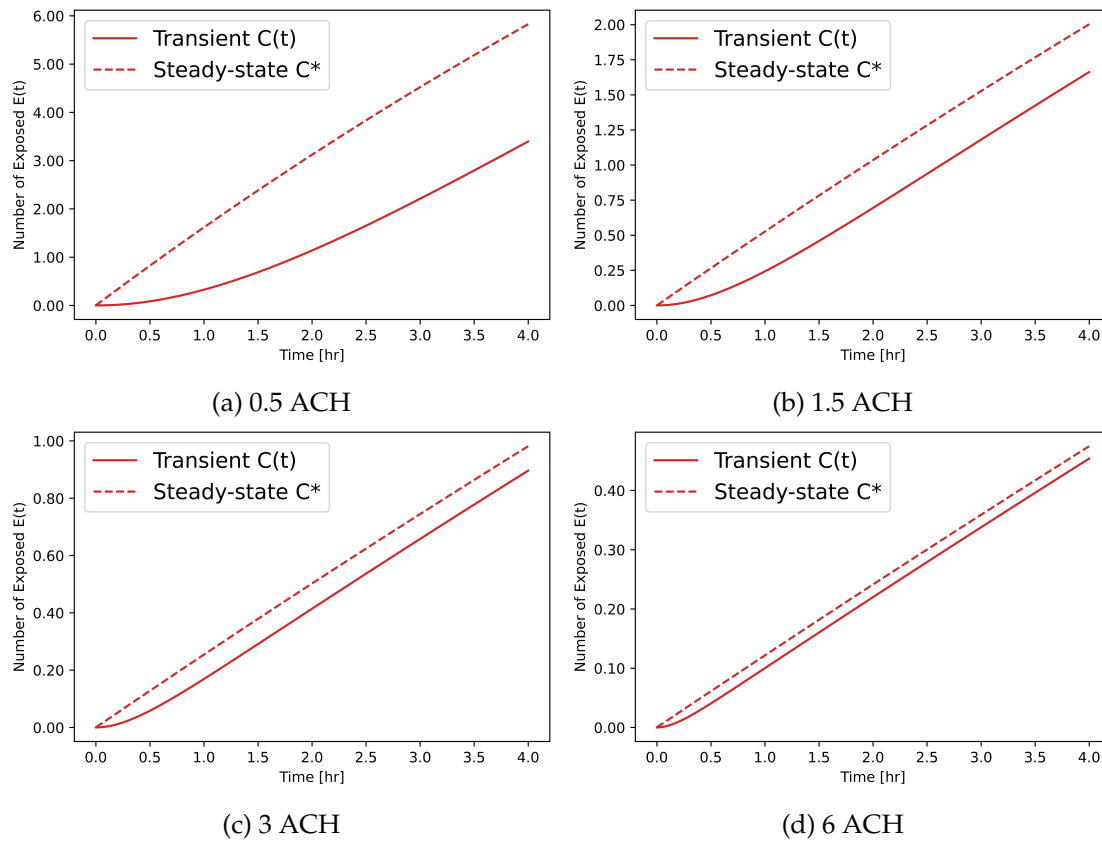 6.00
5.00
4.00
3.00
2.00
1.00
0.00
Number of Exposed E(t)
Transient C(t)
Steady-state C*
0.0 0.5 1.0 1.5 2.0 2.5 3.0 3.5 4.0
Time [hr]
(a) 0.5 ACH
2.00
1.75
1.50
1.25
1.00
0.75
0.50
0.25
0.00
Number of Exposed E(t)
Transient C(t)
Steady-state C*
0.0 0.5 1.0 1.5 2.0 2.5 3.0 3.5 4.0
Time [hr]
(b) 1.5 ACH
1.00
0.80
0.60
0.40
0.20
0.00
Number of Exposed E(t)
Transient C(t)
Steady-state C*
0.0 0.5 1.0 1.5 2.0 2.5 3.0 3.5 4.0
Time [hr]
(c) 3 ACH
0.40
0.30
0.20
0.10
0.00
Number of Exposed E(t)
Transient C(t)
Steady-state C*
0.0 0.5 1.0 1.5 2.0 2.5 3.0 3.5 4.0
Time [hr]
(d) 6 ACH